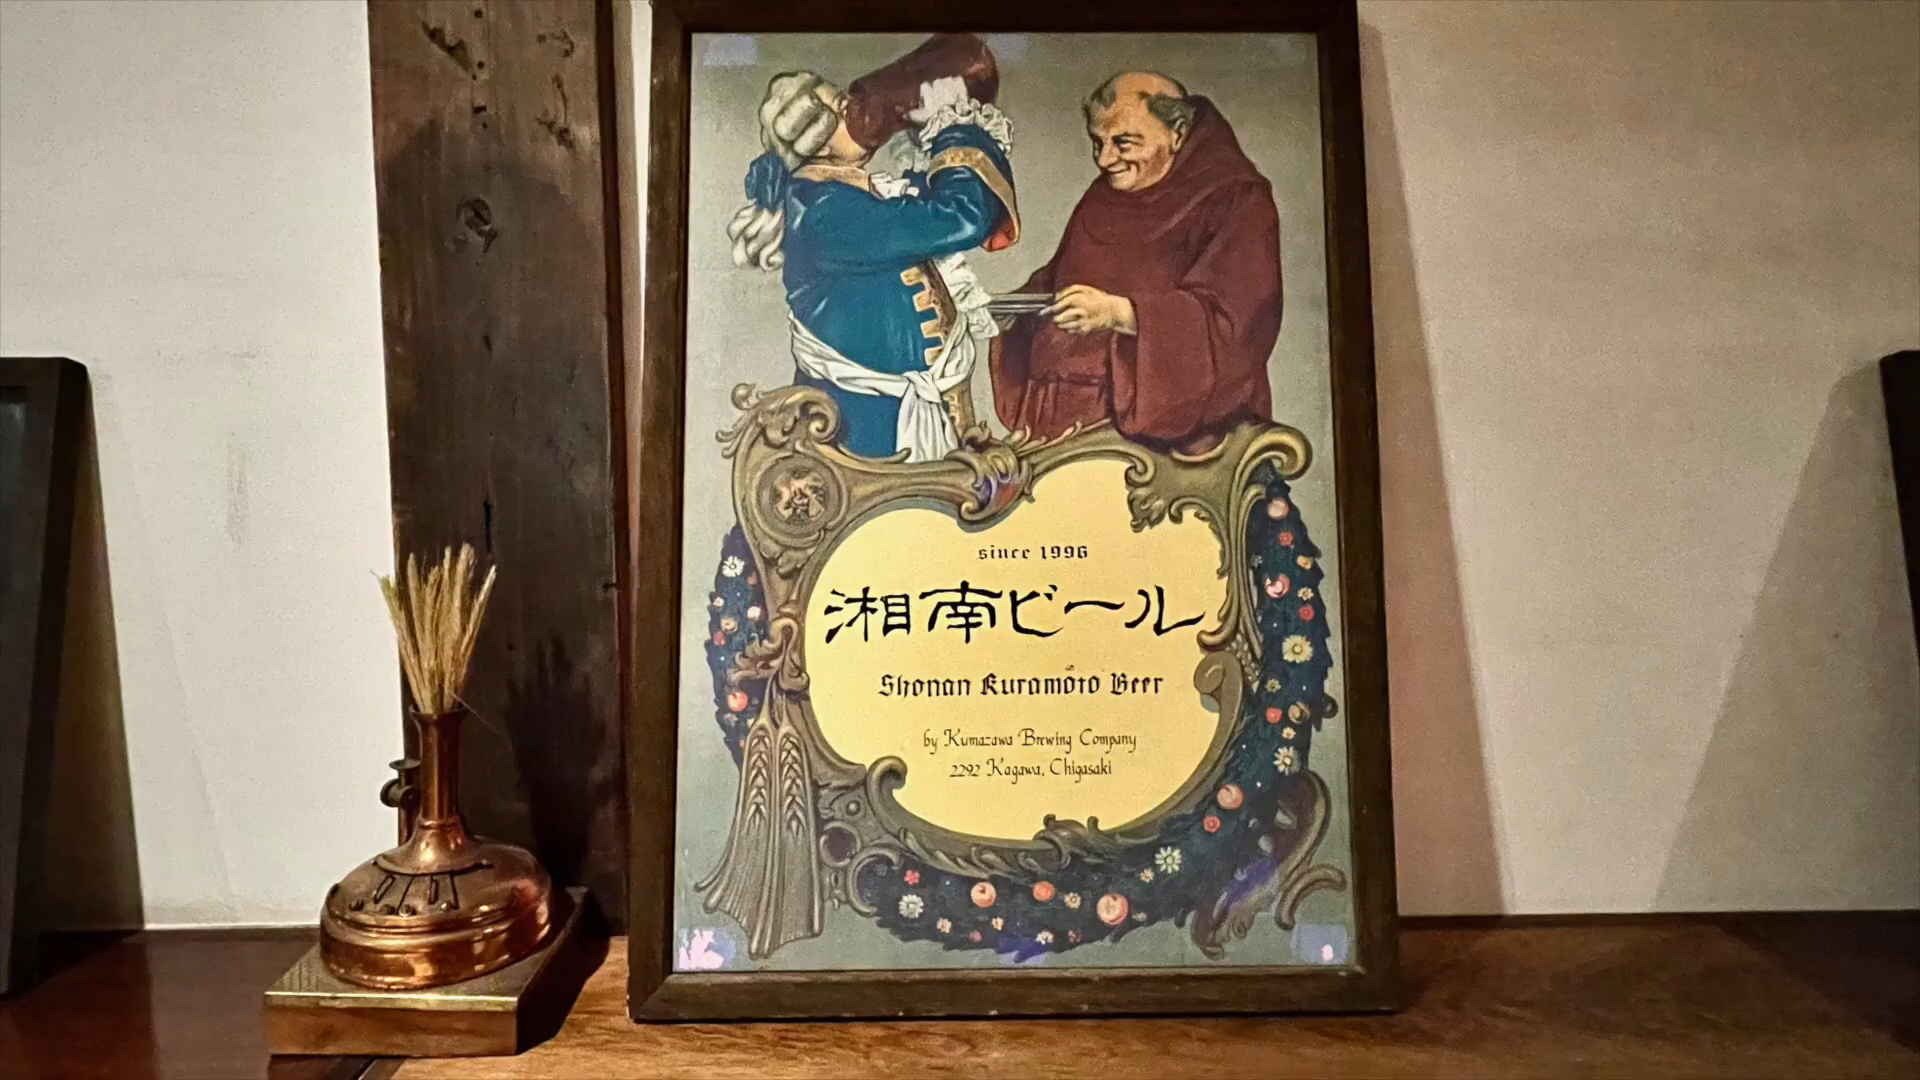 since 1996
湘南ビール
Shonan Kuramoto Beer
by Kumazawa Brewing Company
2292 Kagawa, Chigasaki